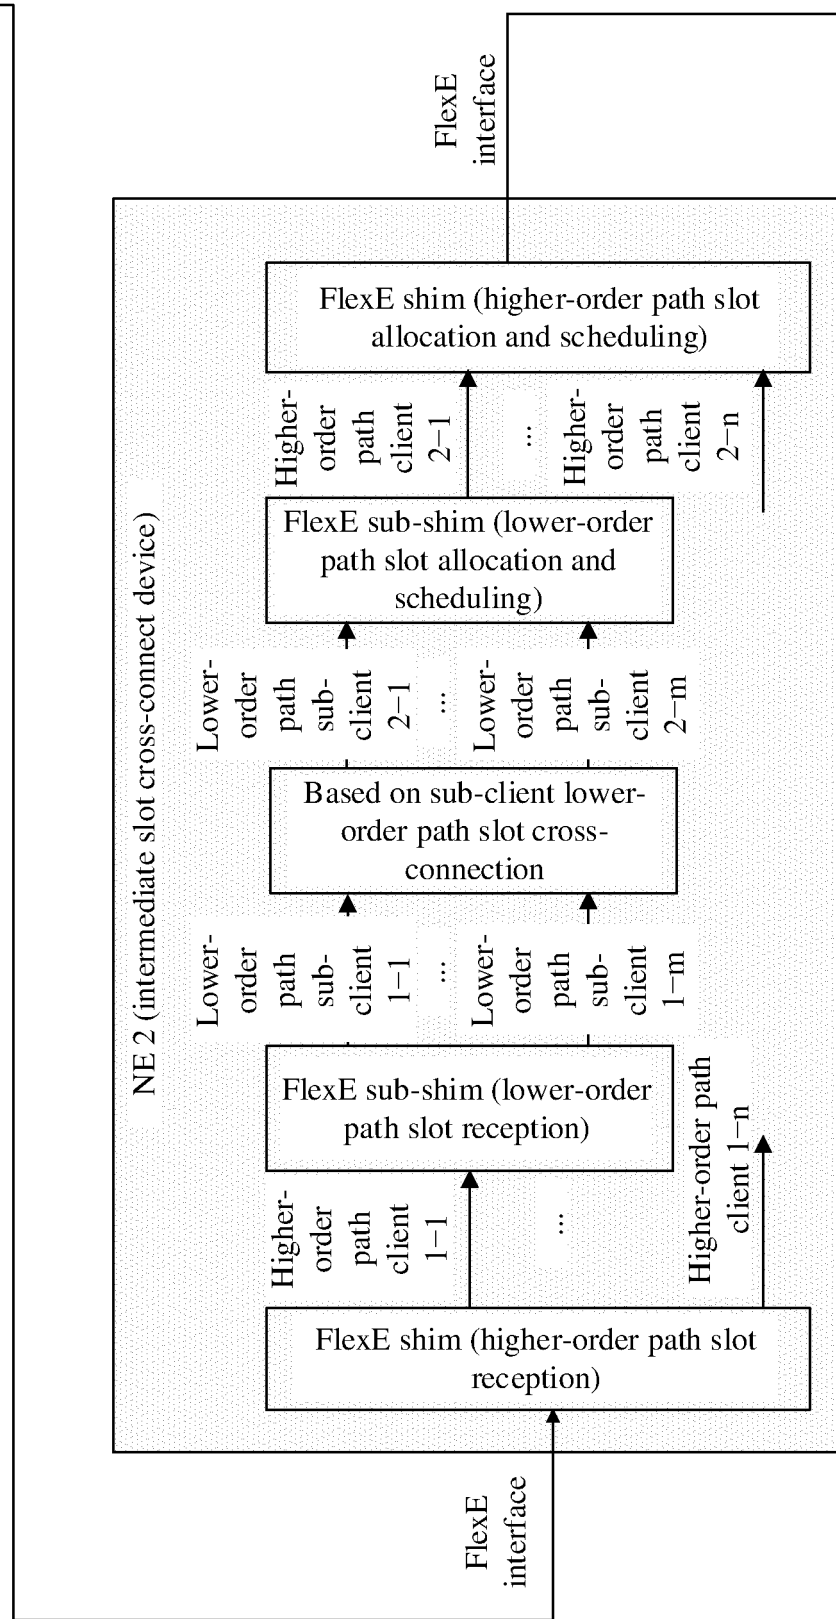 FlexE
interface
FlexE shim (higher-order path slot
allocation and scheduling)
Higher-
order
path
client
2−1
...
Higher-
order
path
client
2−n
FlexE sub-shim (lower-order
path slot allocation and
scheduling)
NE 2 (intermediate slot cross-connect device)
Lower-
order
path
sub-
client
2−1
...
Lower-
order
path
sub-
client
2−m
Based on sub-client lower-
order path slot cross-
connection
Lower-
order
path
sub-
client
1−1
...
Lower-
order
path
sub-
client
1−m
FlexE sub-shim (lower-order
path slot reception)
Higher-
order
path
client
1−1
...
Higher-order path
client 1−n
FlexE shim (higher-order path slot
reception)
FlexE
interface